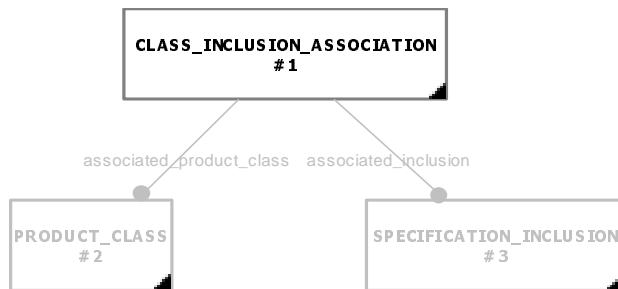 CLASS_INCLUSION_ASSOCIATION
#1
associated_product_class associated_inclusion
PRODUCT_CLASS
#2
SPECIFICATION_INCLUSION
#3